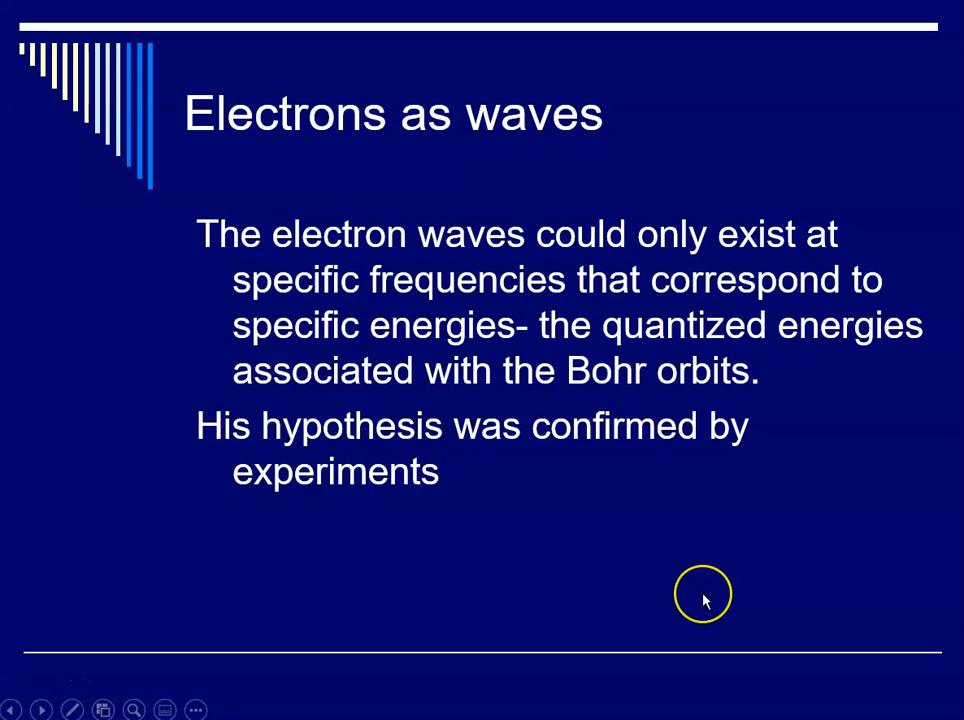 Electrons as waves
The electron waves could only exist at
specific frequencies that correspond to
specific energies- the quantized energies
associated with the Bohr orbits.
His hypothesis was confirmed by
experiments